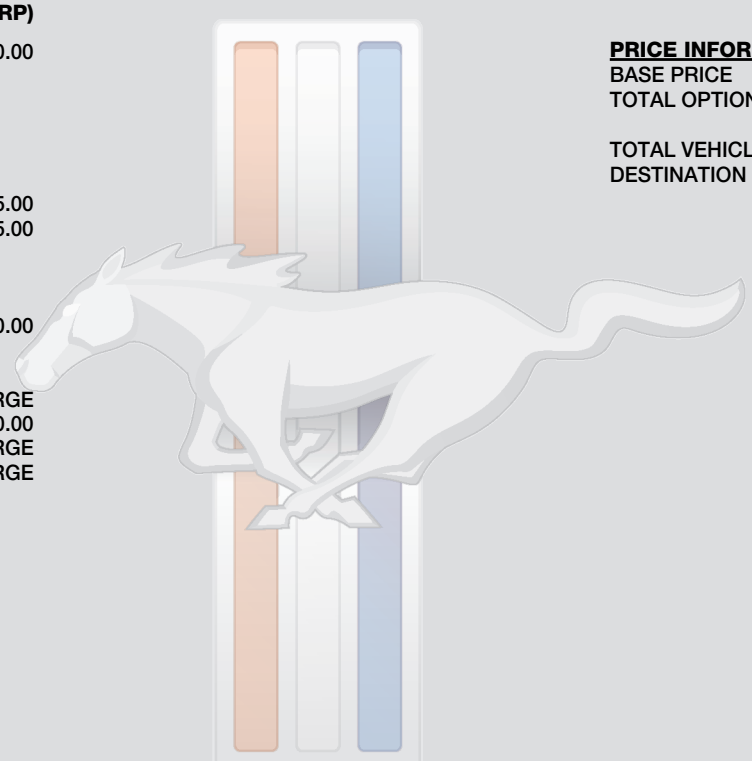 RP)
0.00
5.00
5.00
0.00
RGE
0.00
RGE
RGE
PRICE INFOR
BASE PRICE
TOTAL OPTION
TOTAL VEHICL
DESTINATION